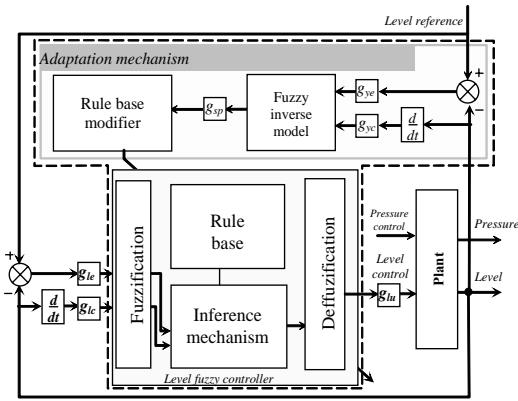 Level reference
Adaptation mechanism
+
Rule base
modifier
g_sp
Fuzzy
inverse
model
g_ye
g_yc
d
dt
−
Fuzzification
Rule
base
Inference
mechanism
Deffuzification
Level fuzzy controller
+
−
g_le
d
dt
g_lc
Pressure
control
Level
control
g_lu
Plant
Pressure
Level